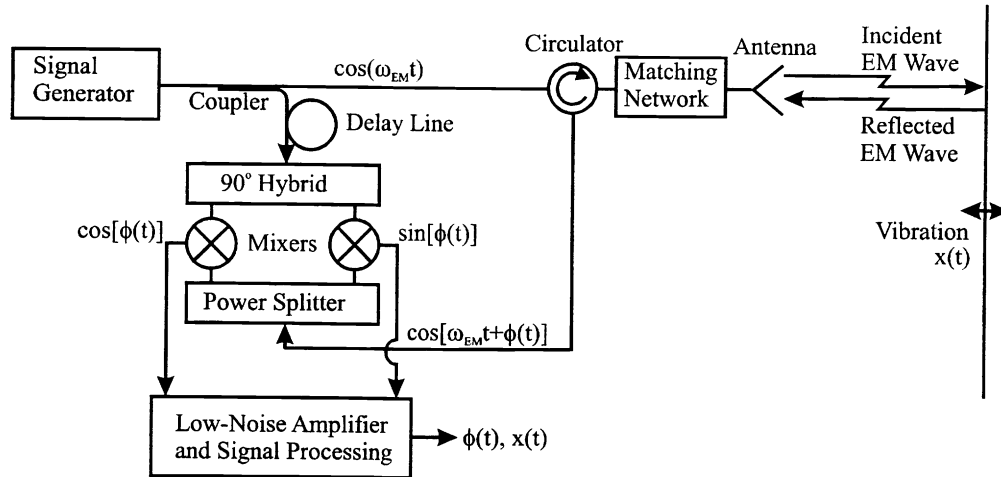 Signal
Generator
Coupler
cos(ω_EM t)
Delay Line
Circulator
Matching
Network
Antenna
Incident
EM Wave
Reflected
EM Wave
90° Hybrid
cos[ϕ(t)]
Mixers
sin[ϕ(t)]
Power Splitter
cos[ω_EM t+ϕ(t)]
Vibration
x(t)
Low-Noise Amplifier
and Signal Processing
ϕ(t), x(t)